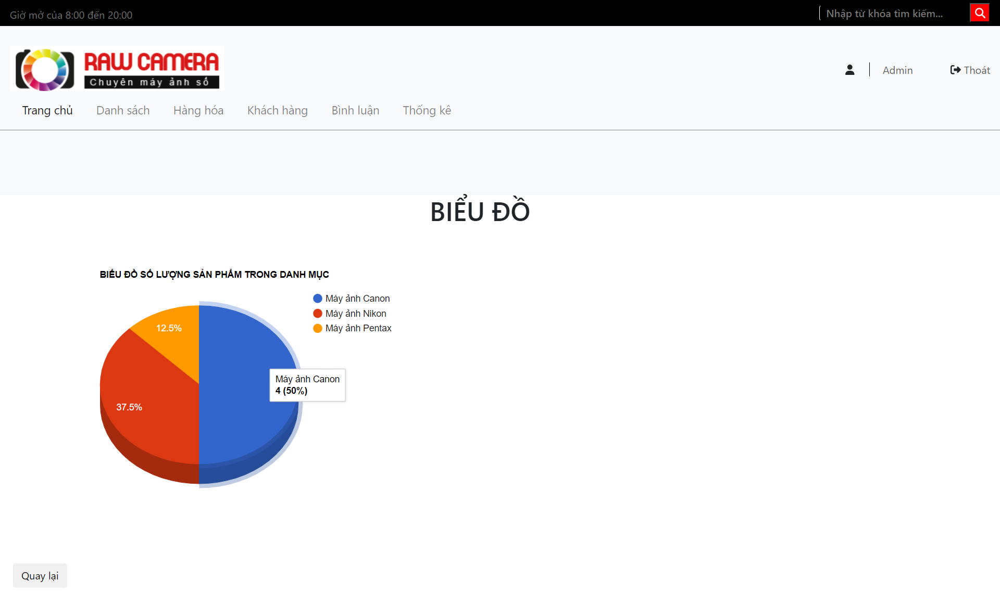 Giờ mở của 8:00 đến 20:00
Nhập từ khóa tìm kiếm...
RAW CAMERA
Chuyên máy ảnh số
Admin
Thoát
Trang chủ Danh sách Hàng hóa Khách hàng Bình luận Thống kê
BIỂU ĐỒ
BIỂU ĐỒ SỐ LƯỢNG SẢN PHẨM TRONG DANH MỤC
Máy ảnh Canon
Máy ảnh Nikon
Máy ảnh Pentax
12.5%
37.5%
Máy ảnh Canon
4 (50%)
Quay lại